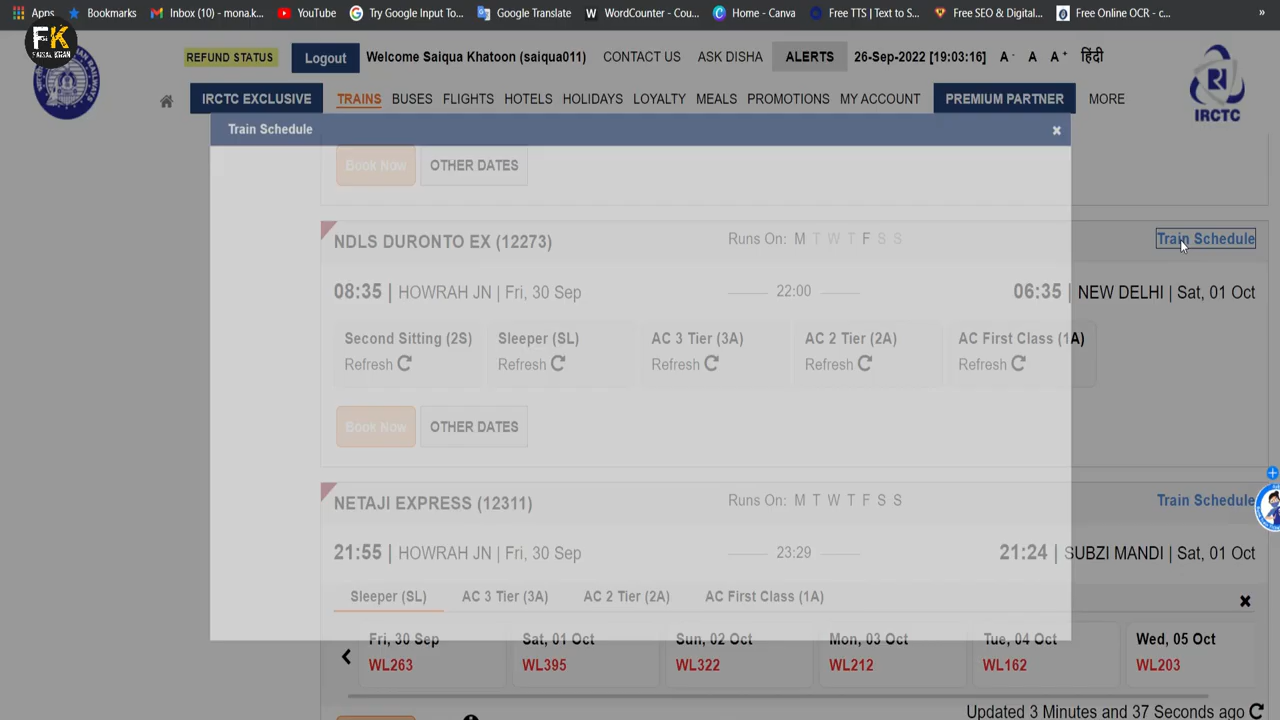 Apps Bookmarks Inbox (10) - mona.k... YouTube Try Google Input To... Google Translate WordCounter - Cou... Home - Canva Free TTS | Text to S... Free SEO & Digital... Free Online OCR - c... »
FK
FAISAL KHAN
REFUND STATUS Logout Welcome Saiqua Khatoon (saiqua011) CONTACT US ASK DISHA ALERTS 26-Sep-2022 [19:03:16] A- A A+ हिंदी
IRCTC EXCLUSIVE TRAINS BUSES FLIGHTS HOTELS HOLIDAYS LOYALTY MEALS PROMOTIONS MY ACCOUNT PREMIUM PARTNER MORE
IRCTC
Train Schedule ×
Book Now OTHER DATES
NDLS DURONTO EX (12273) Runs On: M T W T F S S Train Schedule
08:35 | HOWRAH JN | Fri, 30 Sep 22:00 06:35 | NEW DELHI | Sat, 01 Oct
Second Sitting (2S) Sleeper (SL) AC 3 Tier (3A) AC 2 Tier (2A) AC First Class (1A)
Refresh Refresh Refresh Refresh Refresh
Book Now OTHER DATES
NETAJI EXPRESS (12311) Runs On: M T W T F S S Train Schedule
21:55 | HOWRAH JN | Fri, 30 Sep 23:29 21:24 | SUBZI MANDI | Sat, 01 Oct
Sleeper (SL) AC 3 Tier (3A) AC 2 Tier (2A) AC First Class (1A)
Fri, 30 Sep Sat, 01 Oct Sun, 02 Oct Mon, 03 Oct Tue, 04 Oct Wed, 05 Oct
WL263 WL395 WL322 WL212 WL162 WL203
Updated 3 Minutes and 37 Seconds ago